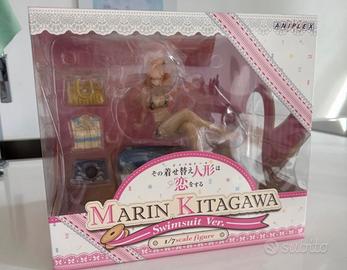 ANIPLEX
その着せ替え人形は
恋をする
MARIN KITAGAWA
Swimsuit Ver.
1/7 scale figure
subito